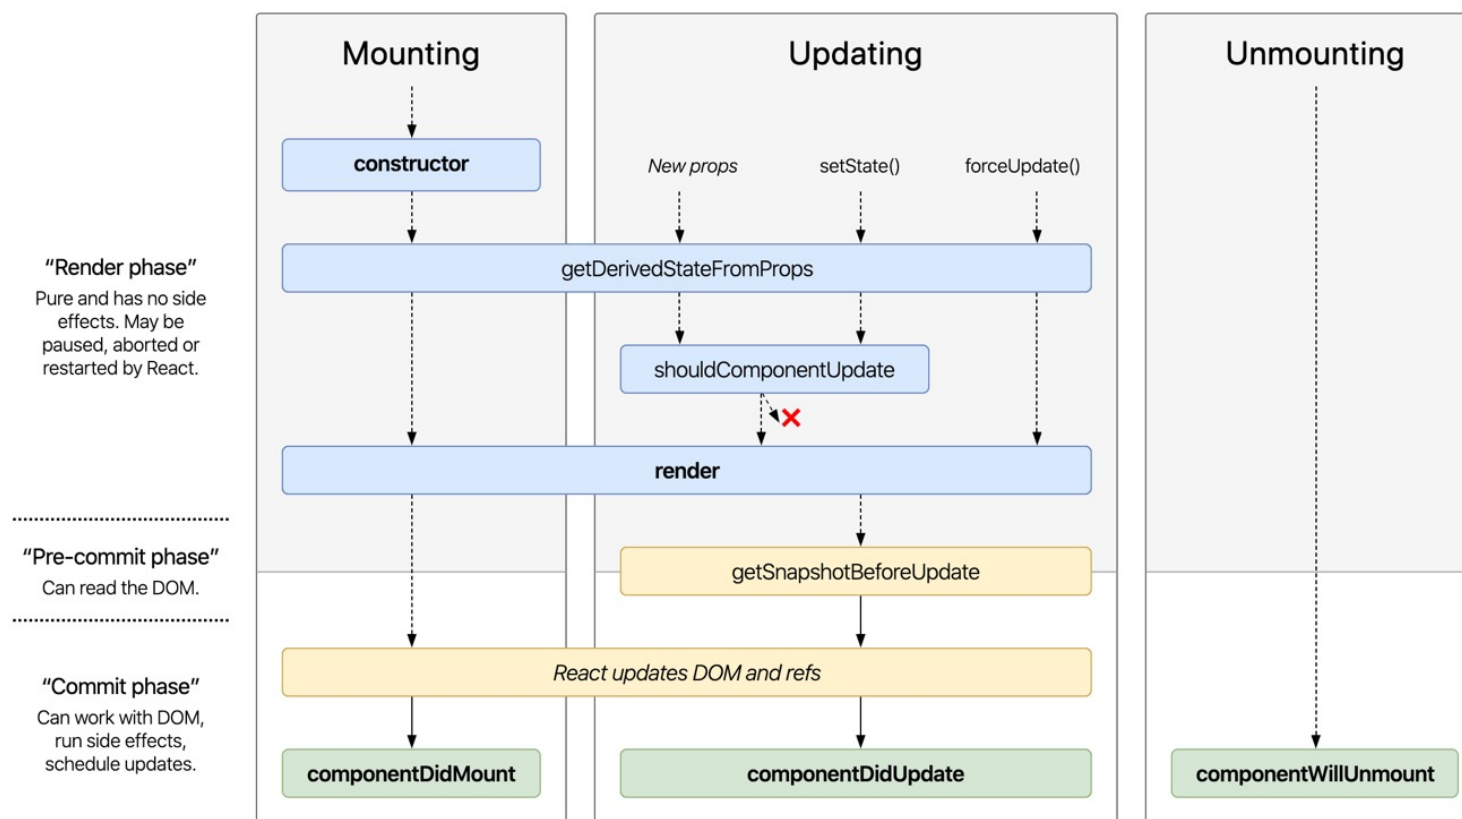 Mounting
Updating
Unmounting
constructor
New props
setState()
forceUpdate()
“Render phase”
Pure and has no side
effects. May be
paused, aborted or
restarted by React.
getDerivedStateFromProps
shouldComponentUpdate
render
“Pre-commit phase”
Can read the DOM.
getSnapshotBeforeUpdate
“Commit phase”
Can work with DOM,
run side effects,
schedule updates.
React updates DOM and refs
componentDidMount
componentDidUpdate
componentWillUnmount